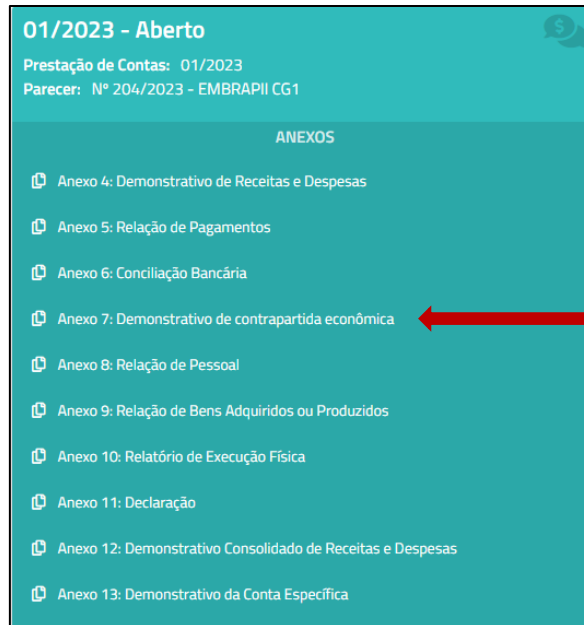 01/2023 - Aberto
Prestação de Contas: 01/2023
Parecer: Nº 204/2023 - EMBRAPII CG1
ANEXOS
Anexo 4: Demonstrativo de Receitas e Despesas
Anexo 5: Relação de Pagamentos
Anexo 6: Conciliação Bancária
Anexo 7: Demonstrativo de contrapartida econômica
Anexo 8: Relação de Pessoal
Anexo 9: Relação de Bens Adquiridos ou Produzidos
Anexo 10: Relatório de Execução Física
Anexo 11: Declaração
Anexo 12: Demonstrativo Consolidado de Receitas e Despesas
Anexo 13: Demonstrativo da Conta Específica